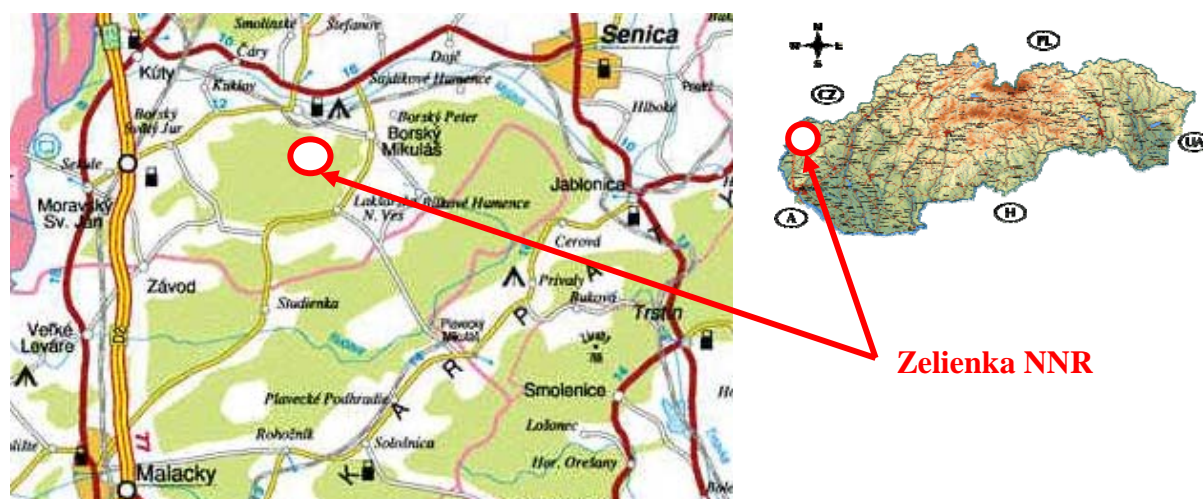 Smolinské
Štefanov
Senica
Čáry
Dojč
Kúty
Šajdíkove Humence
Kuklov
Hlboké
Borský Peter
Borský
Svätý Jur
Borský
Mikuláš
Sekule
Jablonica
Moravský
Sv. Ján
Lakšárska
N. Ves
Bílkové Humence
Cerová
Závod
Prievaly
Studienka
Buková
Trstín
Veľké
Leváre
Plavecký
Mikuláš
D2
Smolenice
Plavecké Podhradie
Lošonec
Rohožník
Sološnica
Hor. Orešany
Malacky
K A R P A T
N
S
E
PL
CZ
UA
A
H
Zelienka NNR